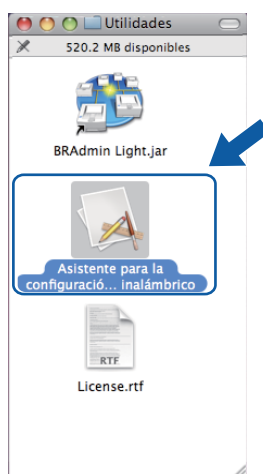 Utilidades
520.2 MB disponibles
BRAdmin Light.jar
Asistente para la
configuració... inalámbrico
RTF
License.rtf